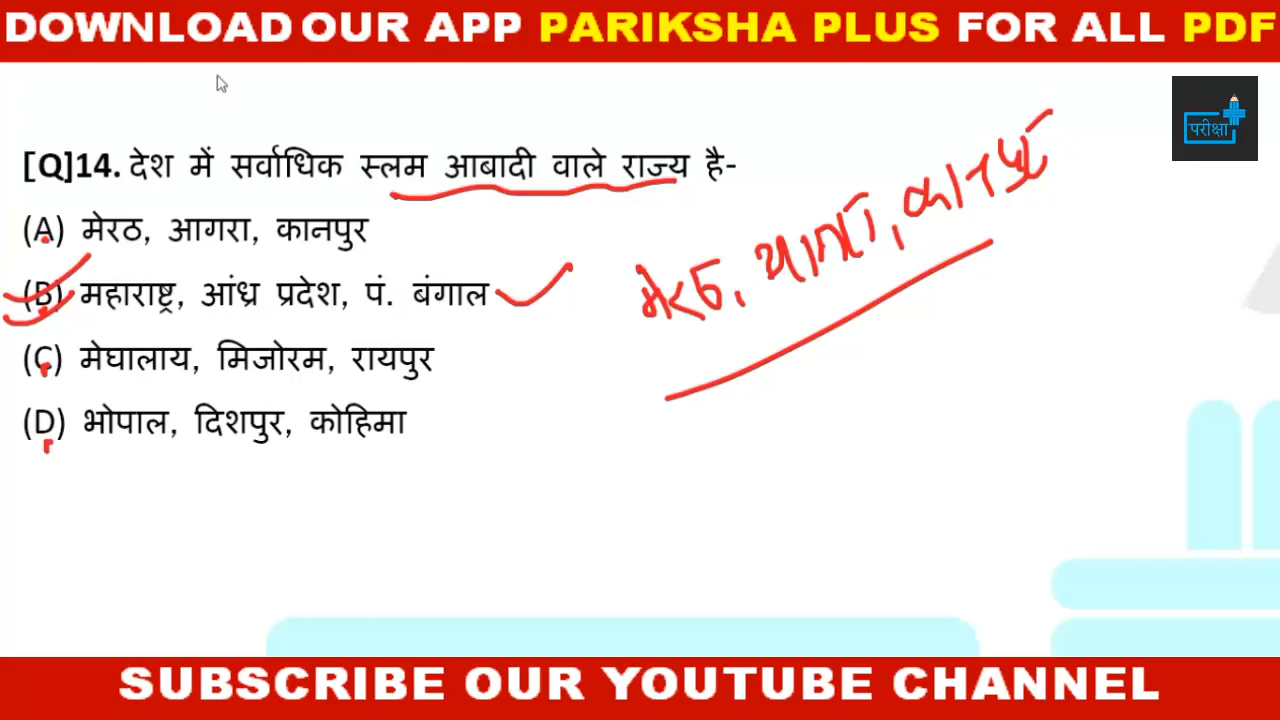 DOWNLOAD OUR APP PARIKSHA PLUS FOR ALL PDF
परीक्षा
[Q]14. देश में सर्वाधिक स्लम आबादी वाले राज्य है-
(A) मेरठ, आगरा, कानपुर
(B) महाराष्ट्र, आंध्र प्रदेश, पं. बंगाल
(C) मेघालाय, मिजोरम, रायपुर
(D) भोपाल, दिशपुर, कोहिमा
मेरठ,
SUBSCRIBE OUR YOUTUBE CHANNEL